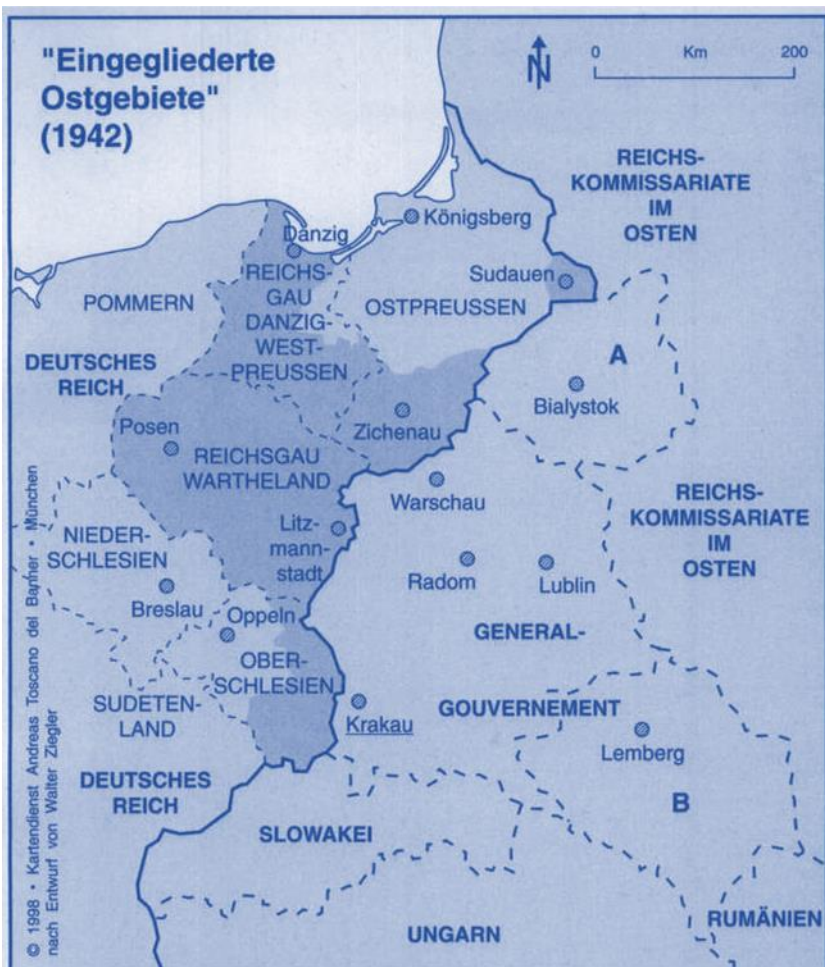 "Eingegliederte
Ostgebiete"
(1942)
N
0 Km 200
REICHS-
KOMMISSARIATE
IM
OSTEN
Königsberg
Danzig
Sudauen
REICHS-
GAU
DANZIG-
WEST-
PREUSSEN
POMMERN
OSTPREUSSEN
DEUTSCHES
REICH
A
Bialystok
Zichenau
Posen
REICHSGAU
WARTHELAND
Warschau
REICHS-
KOMMISSARIATE
IM
OSTEN
NIEDER-
SCHLESIEN
Litz-
mann-
stadt
Radom
Lublin
Breslau
Oppeln
GENERAL-
OBER-
SCHLESIEN
SUDETEN-
LAND
Krakau
GOUVERNEMENT
Lemberg
DEUTSCHES
REICH
B
SLOWAKEI
UNGARN
RUMÄNIEN
© 1998 • Kartendienst Andreas Toscano del Banner • München
nach Entwurf von Walter Ziegler